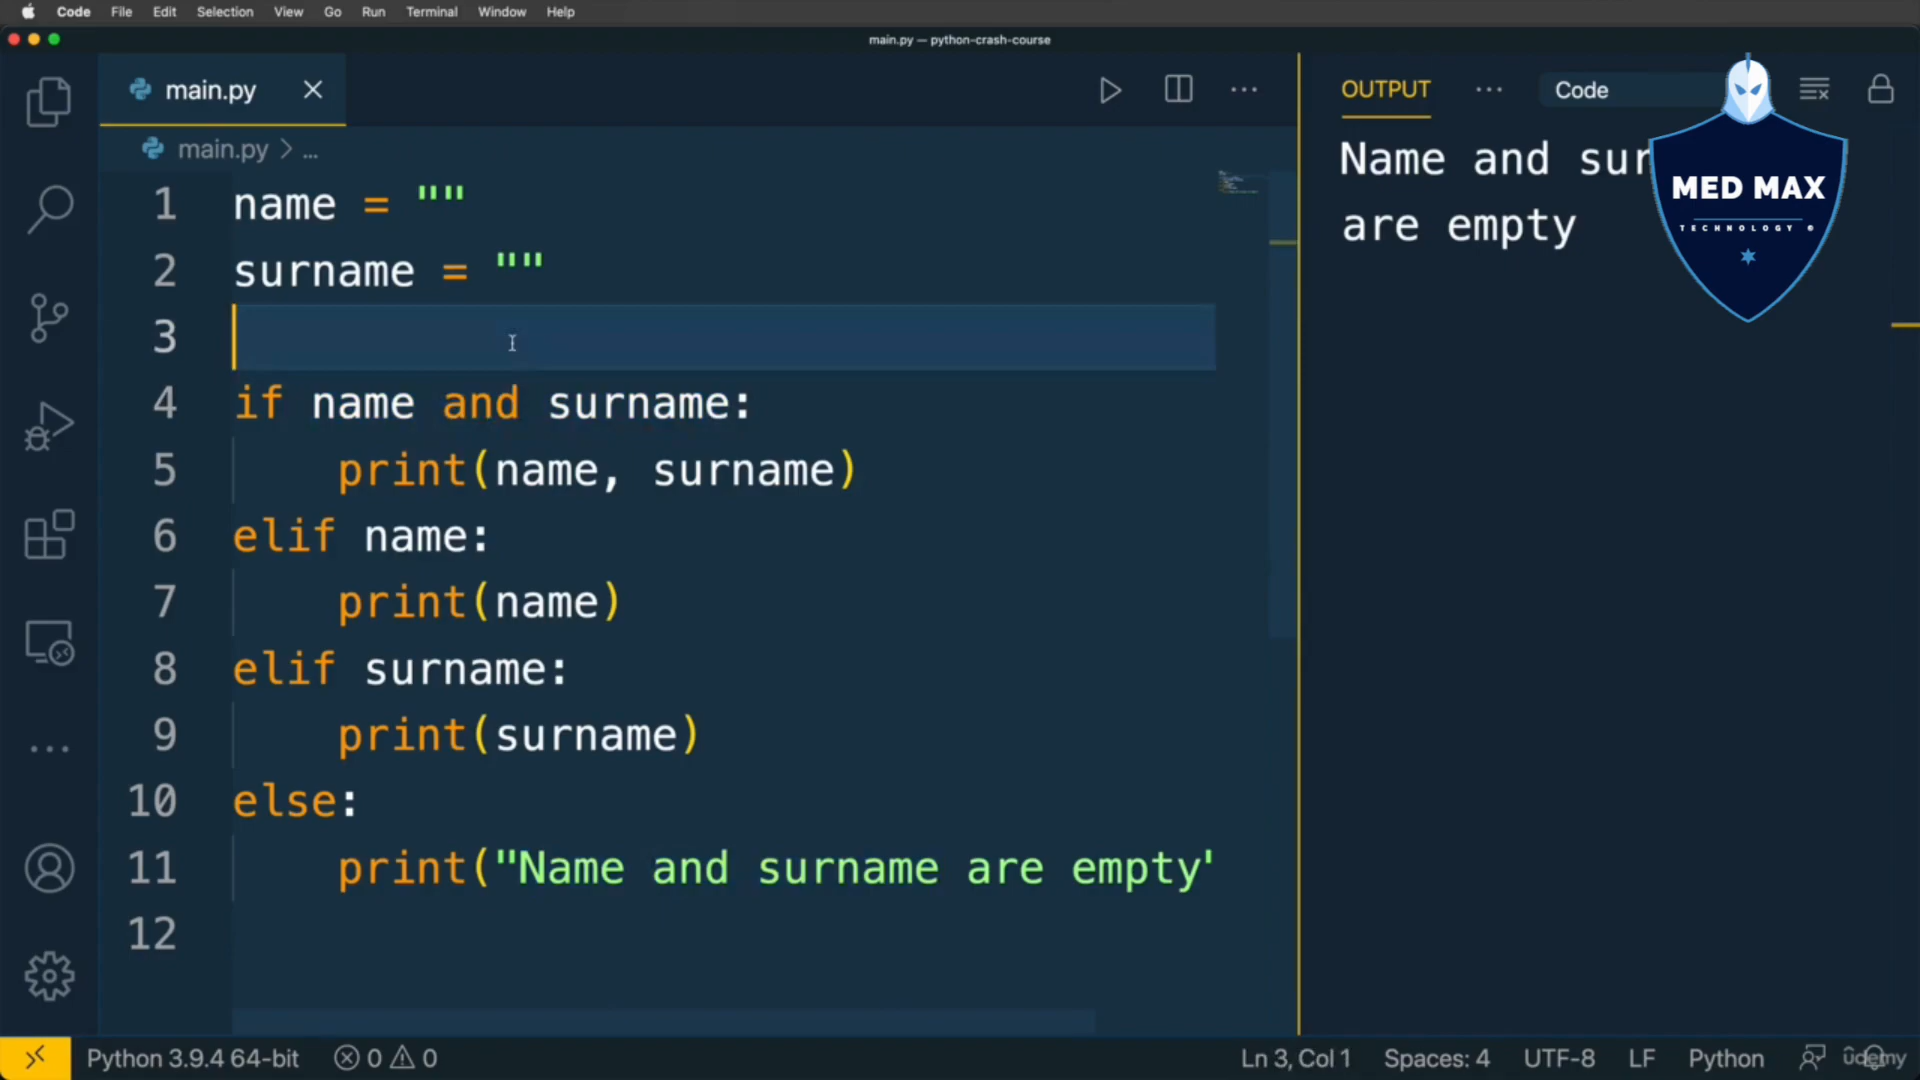 Code File Edit Selection View Go Run Terminal Window Help
main.py — python-crash-course
main.py
main.py > ...
1 name = ""
2 surname = ""
3
4 if name and surname:
5 print(name, surname)
6 elif name:
7 print(name)
8 elif surname:
9 print(surname)
10 else:
11 print("Name and surname are empty"
12
OUTPUT ... Code
Name and sur
are empty
MED MAX
TECHNOLOGY
Python 3.9.4 64-bit 0 0 Ln 3, Col 1 Spaces: 4 UTF-8 LF Python ûdemy